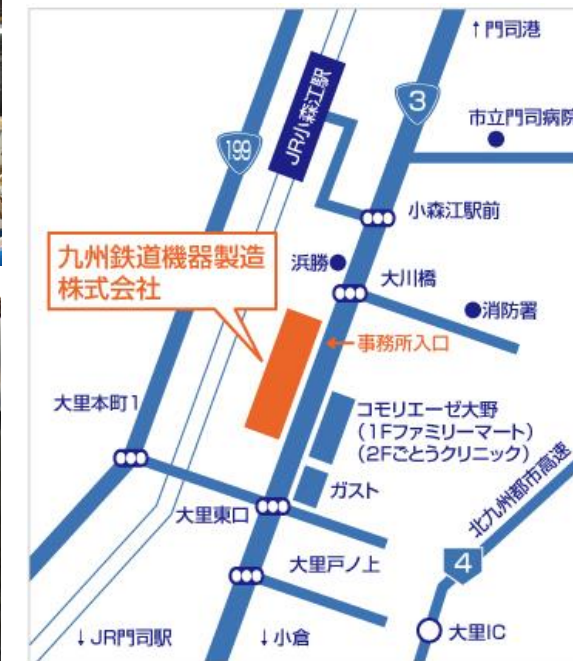 ↑門司港
3
JR小森江駅
199
市立門司病院
小森江駅前
九州鉄道機器製造
株式会社
浜勝
大川橋
消防署
←事務所入口
大里本町1
コモリエーゼ大野
(1Fファミリーマート)
(2Fごとうクリニック)
ガスト
北九州都市高速
大里東口
4
大里戸ノ上
↓JR門司駅
↓小倉
大里IC